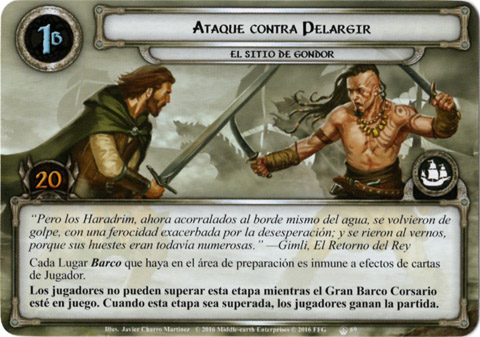 1B
Ataque contra Pelargir
El sitio de Gondor
20
“Pero los Haradrim, ahora acorralados al borde mismo del agua, se volvieron de
golpe, con una ferocidad exacerbada por la desesperación; y se rieron al vernos,
porque sus huestes eran todavía numerosas.” —Gimli, El Retorno del Rey
Cada Lugar Barco que haya en el área de preparación es inmune a efectos de cartas
de Jugador.
Los jugadores no pueden superar esta etapa mientras el Gran Barco Corsario
esté en juego. Cuando esta etapa sea superada, los jugadores ganan la partida.
Illus. Javier Charro Martínez © 2016 Middle-earth Enterprises © 2016 FFG